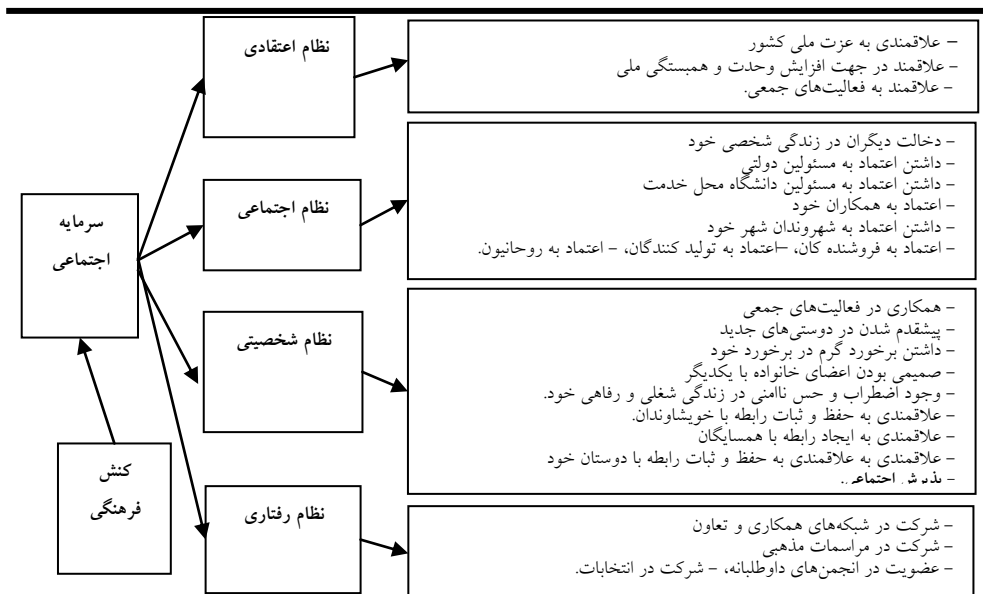 نظام اعتقادی
– علاقمندی به عزت ملی کشور
– علاقمند در جهت افزایش وحدت و همبستگی ملی
– علاقمند به فعالیت‌های جمعی.
سرمایه
اجتماعی
نظام اجتماعی
– دخالت دیگران در زندگی شخصی خود
– داشتن اعتماد به مسئولین دولتی
– داشتن اعتماد به مسئولین دانشگاه محل خدمت
– اعتماد به همکاران خود
– داشتن اعتماد به شهروندان شهر خود
– اعتماد به فروشنده کان، –اعتماد به تولید کنندگان، – اعتماد به روحانیون.
نظام شخصیتی
– همکاری در فعالیت‌های جمعی
– پیشقدم شدن در دوستی‌های جدید
– داشتن برخورد گرم در برخورد خود
– صمیمی بودن اعضای خانواده با یکدیگر
– وجود اضطراب و حس ناامنی در زندگی شغلی و رفاهی خود.
– علاقمندی به حفظ و ثبات رابطه با خویشاوندان.
– علاقمندی به ایجاد رابطه با همسایگان
– علاقمندی به علاقمندی به حفظ و ثبات رابطه با دوستان خود
– پذیرش اجتماعی.
کنش
فرهنگی
نظام رفتاری
– شرکت در شبکه‌های همکاری و تعاون
– شرکت در مراسمات مذهبی
– عضویت در انجمن‌های داوطلبانه، – شرکت در انتخابات.